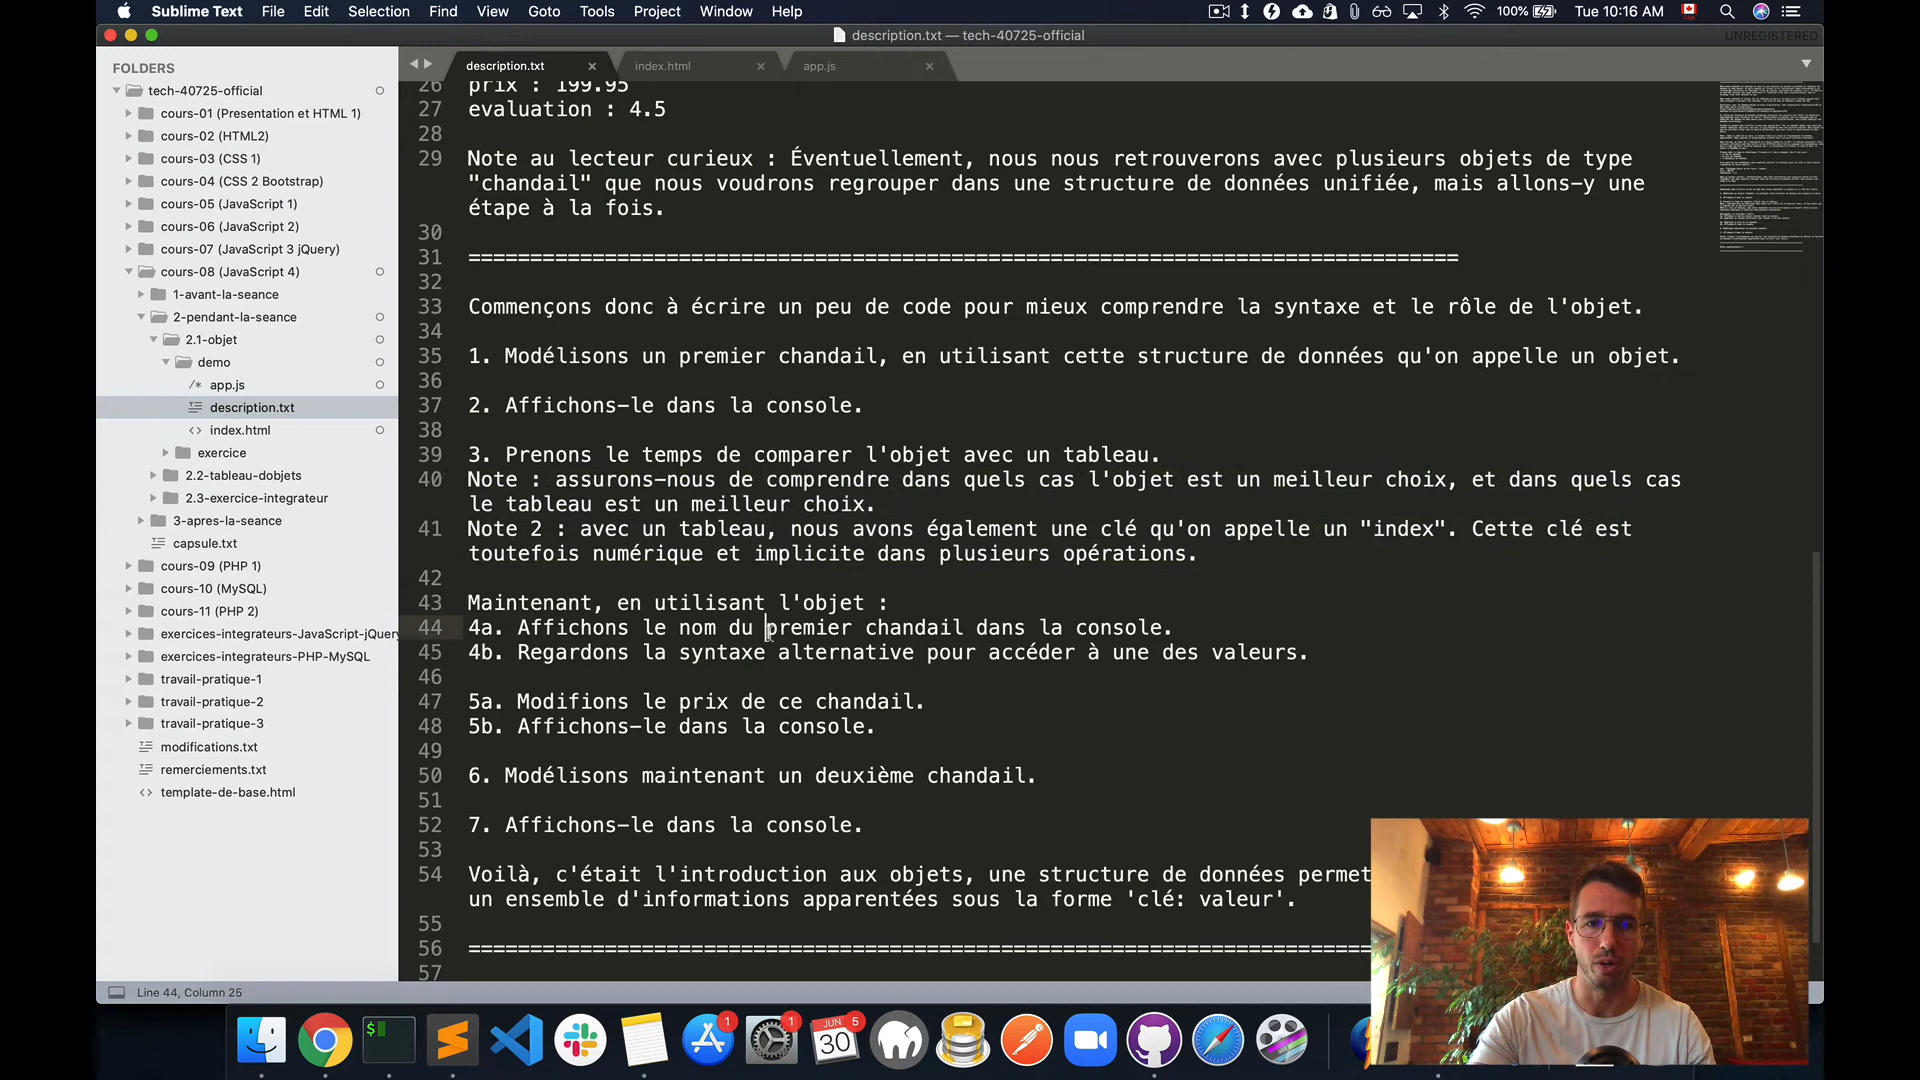 Sublime Text File Edit Selection Find View Goto Tools Project Window Help 100% Tue 10:16 AM
description.txt — tech-40725-official UNREGISTERED
FOLDERS
tech-40725-official
cours-01 (Presentation et HTML 1)
cours-02 (HTML2)
cours-03 (CSS 1)
cours-04 (CSS 2 Bootstrap)
cours-05 (JavaScript 1)
cours-06 (JavaScript 2)
cours-07 (JavaScript 3 jQuery)
cours-08 (JavaScript 4)
1-avant-la-seance
2-pendant-la-seance
2.1-objet
demo
app.js
description.txt
index.html
exercice
2.2-tableau-dobjets
2.3-exercice-integrateur
3-apres-la-seance
capsule.txt
cours-09 (PHP 1)
cours-10 (MySQL)
cours-11 (PHP 2)
exercices-integrateurs-JavaScript-jQuery
exercices-integrateurs-PHP-MySQL
travail-pratique-1
travail-pratique-2
travail-pratique-3
modifications.txt
remerciements.txt
template-de-base.html
description.txt index.html app.js
26 prix : 199.95
27 evaluation : 4.5
28
29 Note au lecteur curieux : Éventuellement, nous nous retrouverons avec plusieurs objets de type
"chandail" que nous voudrons regrouper dans une structure de données unifiée, mais allons-y une
étape à la fois.
30
31 ================================================================================
32
33 Commençons donc à écrire un peu de code pour mieux comprendre la syntaxe et le rôle de l'objet.
34
35 1. Modélisons un premier chandail, en utilisant cette structure de données qu'on appelle un objet.
36
37 2. Affichons-le dans la console.
38
39 3. Prenons le temps de comparer l'objet avec un tableau.
40 Note : assurons-nous de comprendre dans quels cas l'objet est un meilleur choix, et dans quels cas
le tableau est un meilleur choix.
41 Note 2 : avec un tableau, nous avons également une clé qu'on appelle un "index". Cette clé est
toutefois numérique et implicite dans plusieurs opérations.
42
43 Maintenant, en utilisant l'objet :
44 4a. Affichons le nom du premier chandail dans la console.
45 4b. Regardons la syntaxe alternative pour accéder à une des valeurs.
46
47 5a. Modifions le prix de ce chandail.
48 5b. Affichons-le dans la console.
49
50 6. Modélisons maintenant un deuxième chandail.
51
52 7. Affichons-le dans la console.
53
54 Voilà, c'était l'introduction aux objets, une structure de données permet
un ensemble d'informations apparentées sous la forme 'clé: valeur'.
55
56 =========================================================================
57
Line 44, Column 25
$ 1 1 JUN 5
30